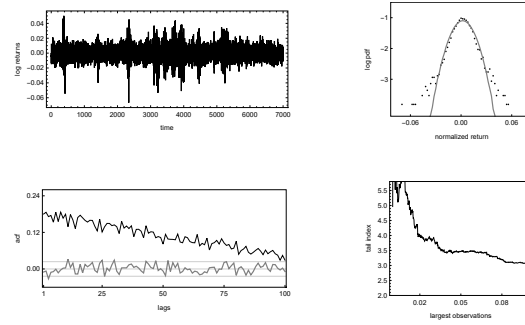 log returns
0.04
0.02
0.00
−0.02
−0.04
−0.06
0 1000 2000 3000 4000 5000 6000 7000
time
log pdf
−1
−2
−3
−0.06 0.00 0.06
normalized return
acf
0.24
0.12
0.00
1 25 50 75 100
lags
tail index
5.5
5.0
4.5
4.0
3.5
3.0
2.5
2.0
0.02 0.04 0.06 0.08
largest observations